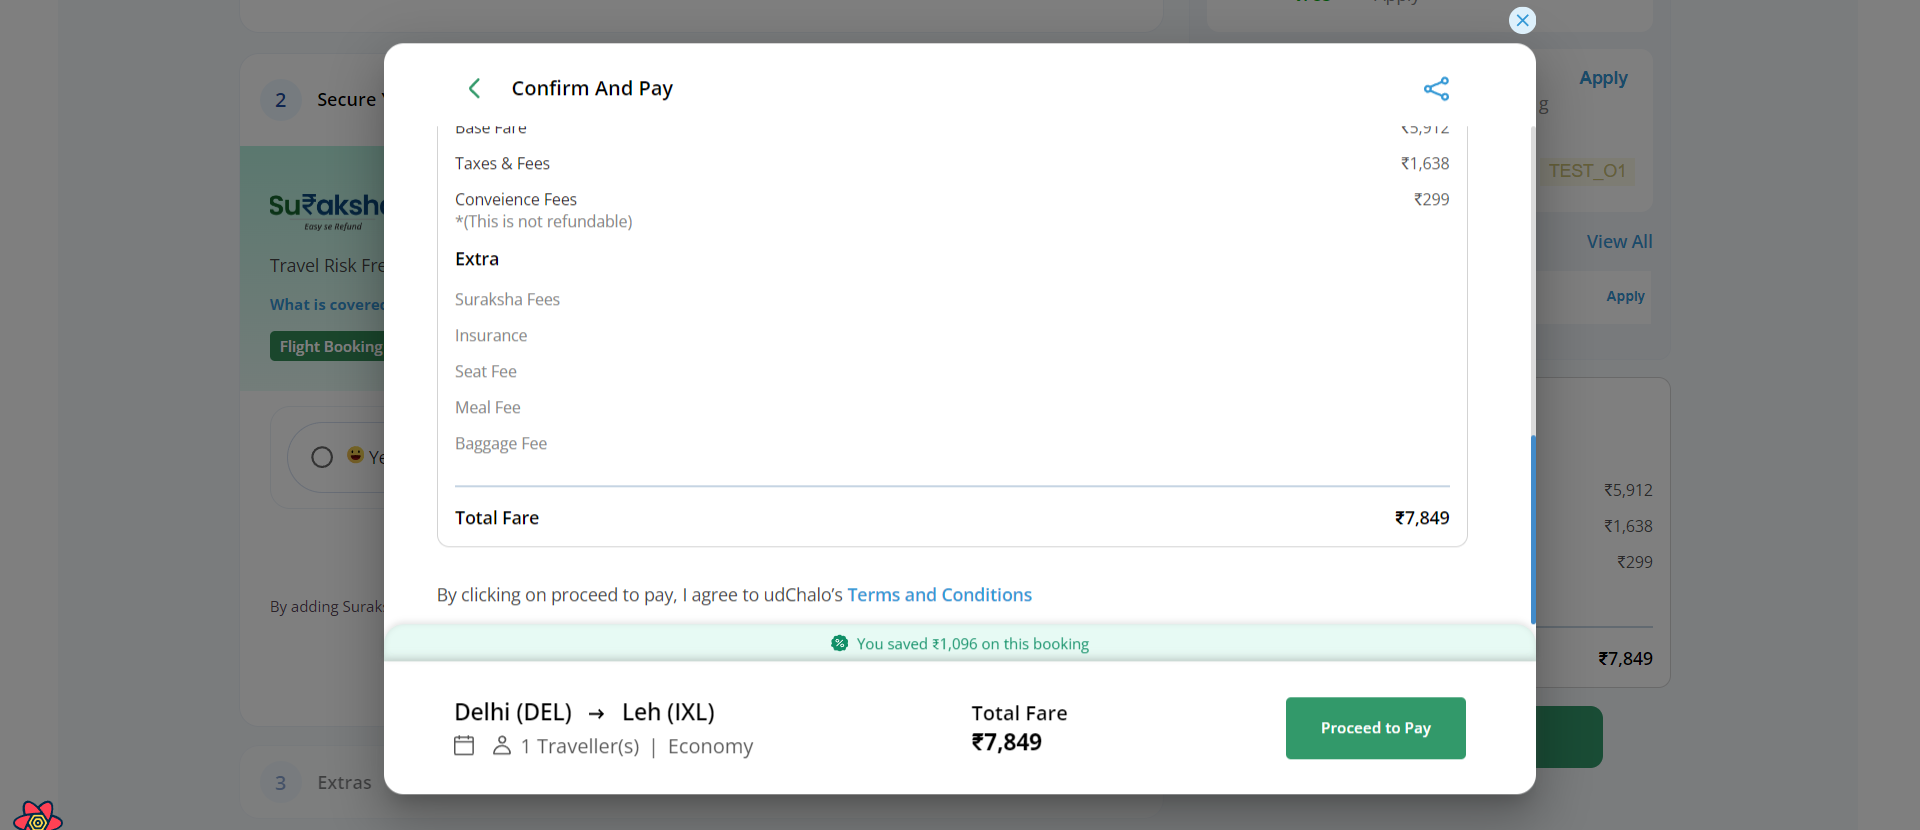 Apply
2 Secure
Su₹aksh
Easy se Refund
Travel Risk Fre
What is covered
Flight Booking
Ye
By adding Surak
3 Extras
Confirm And Pay
Base Fare ₹5,912
Taxes & Fees ₹1,638
Conveience Fees ₹299
*(This is not refundable)
Extra
Suraksha Fees
Insurance
Seat Fee
Meal Fee
Baggage Fee
Total Fare ₹7,849
By clicking on proceed to pay, I agree to udChalo’s Terms and Conditions
You saved ₹1,096 on this booking
Delhi (DEL) → Leh (IXL)
1 Traveller(s) | Economy
Total Fare
₹7,849
Proceed to Pay
Apply
g
TEST_O1
View All
Apply
₹5,912
₹1,638
₹299
₹7,849